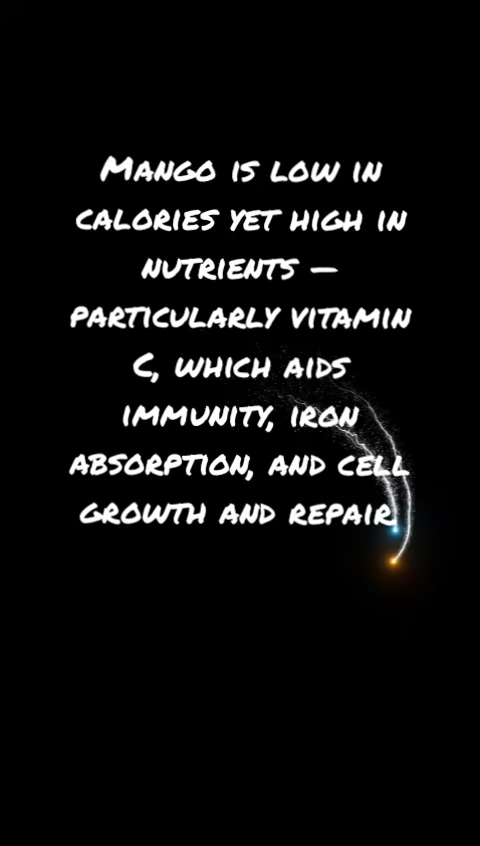 Mango is low in
calories yet high in
nutrients —
particularly vitamin
C, which aids
immunity, iron
absorption, and cell
growth and repair